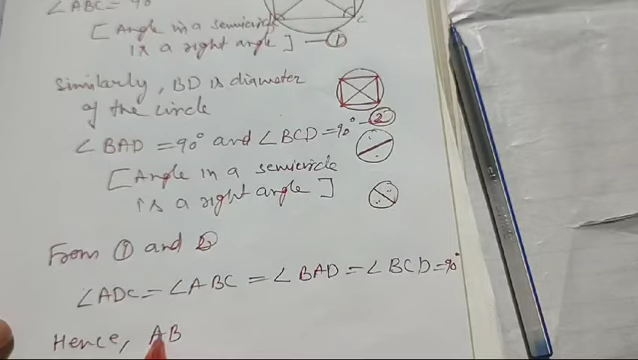 ∠ABC = 90°
[Angle in a semicircle
is a right angle] — ①
C
Similarly, BD is diameter
of the circle
∠BAD = 90° and ∠BCD = 90° — ②
[Angle in a semicircle
is a right angle]
From ① and ②
∠ADC = ∠ABC = ∠BAD = ∠BCD = 90°
Hence, AB